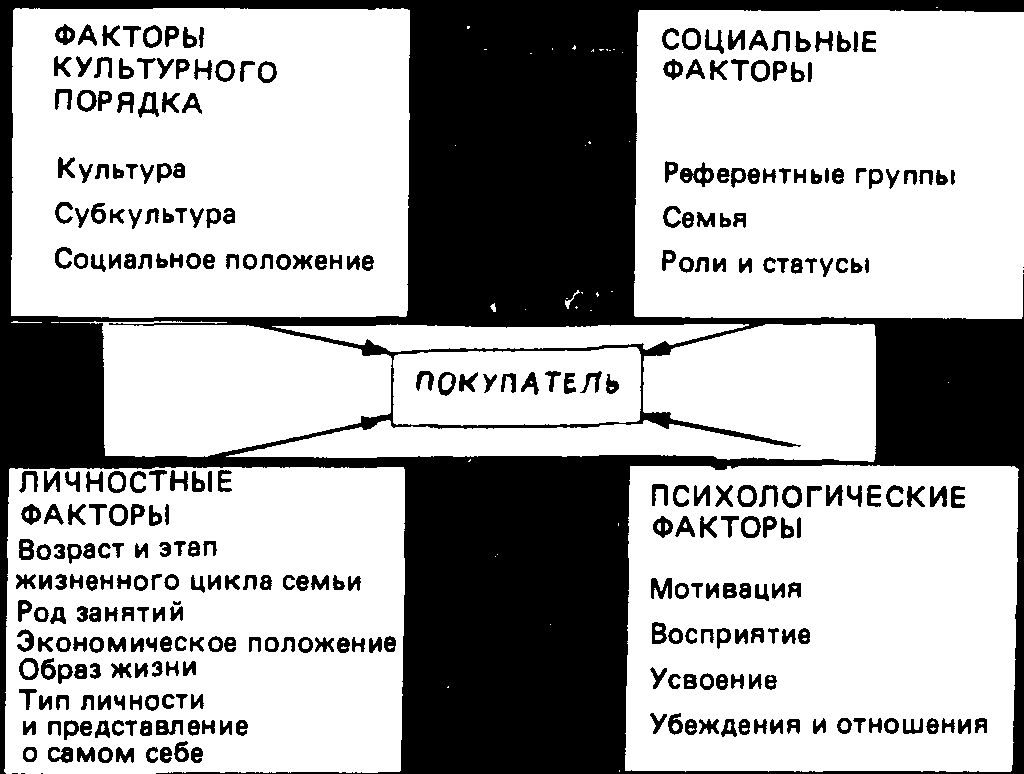 ФАКТОРЫ
КУЛЬТУРНОГО
ПОРЯДКА
Культура
Субкультура
Социальное положение
СОЦИАЛЬНЫЕ
ФАКТОРЫ
Референтные группы
Семья
Роли и статусы
ПОКУПАТЕЛЬ
ЛИЧНОСТНЫЕ
ФАКТОРЫ
Возраст и этап
жизненного цикла семьи
Род занятий
Экономическое положение
Образ жизни
Тип личности
и представление
о самом себе
ПСИХОЛОГИЧЕСКИЕ
ФАКТОРЫ
Мотивация
Восприятие
Усвоение
Убеждения и отношения